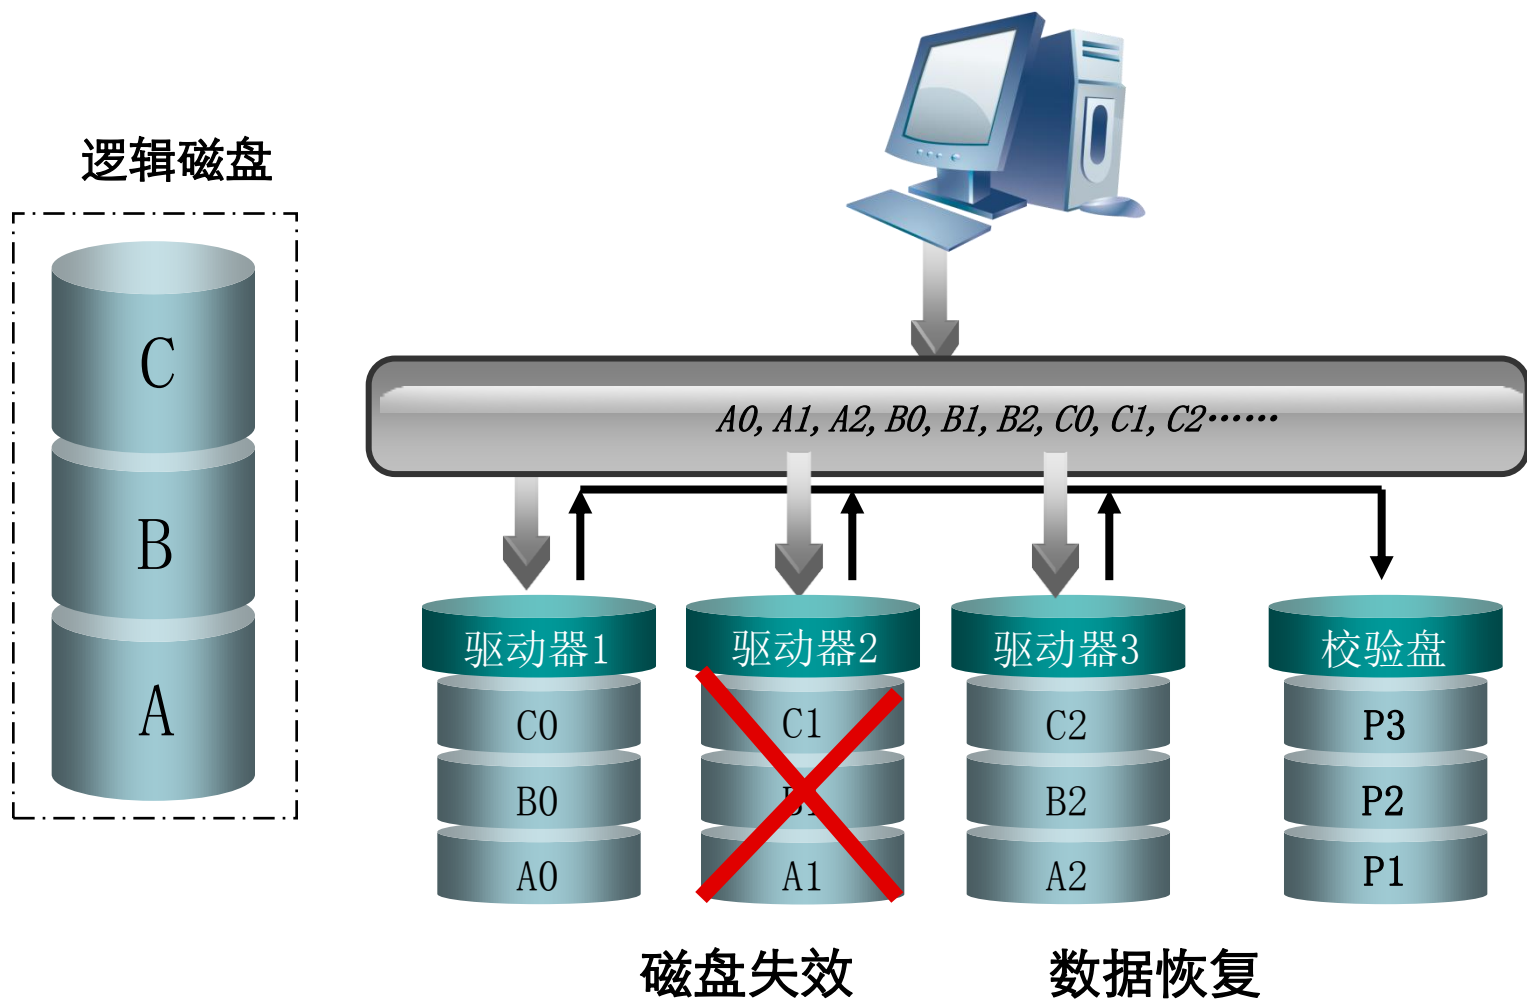 逻辑磁盘
C
B
A
A0, A1, A2, B0, B1, B2, C0, C1, C2……
驱动器1
驱动器2
驱动器3
校验盘
C0
C1
C2
P3
B0
B1
B2
P2
A0
A1
A2
P1
磁盘失效
数据恢复